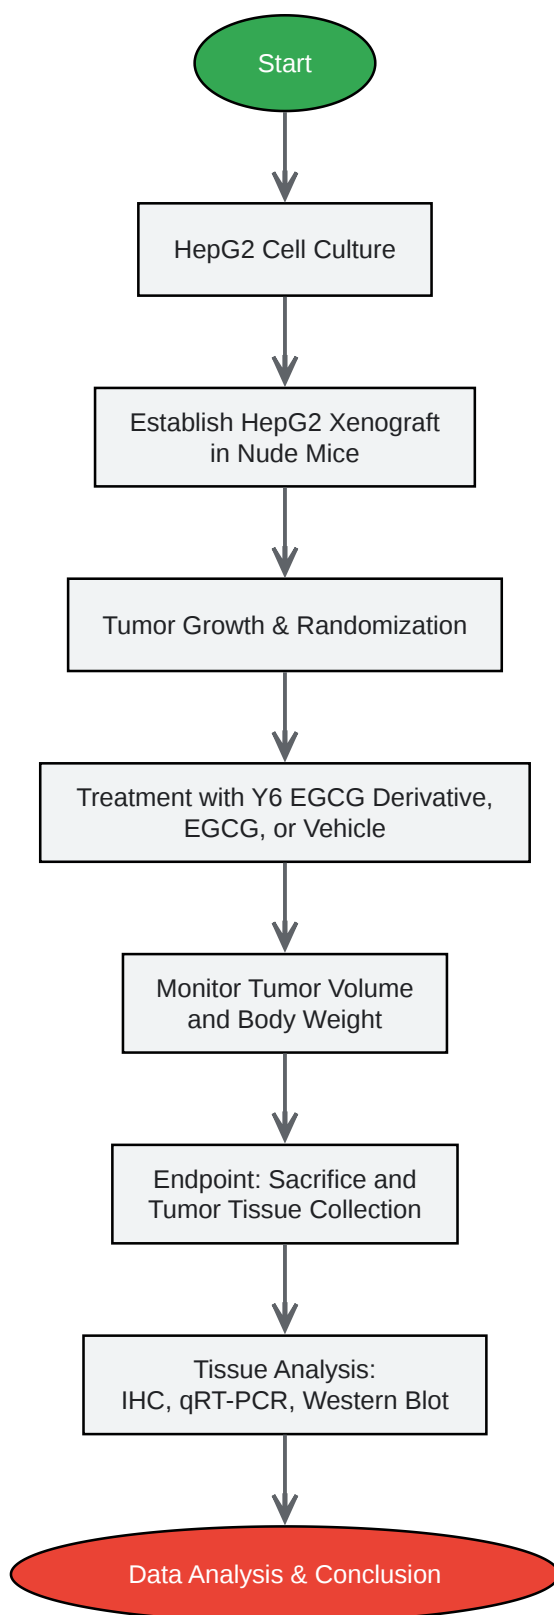 Start
HepG2 Cell Culture
Establish HepG2 Xenograft
in Nude Mice
Tumor Growth & Randomization
Treatment with Y6 EGCG Derivative,
EGCG, or Vehicle
Monitor Tumor Volume
and Body Weight
Endpoint: Sacrifice and
Tumor Tissue Collection
Tissue Analysis:
IHC, qRT-PCR, Western Blot
Data Analysis & Conclusion